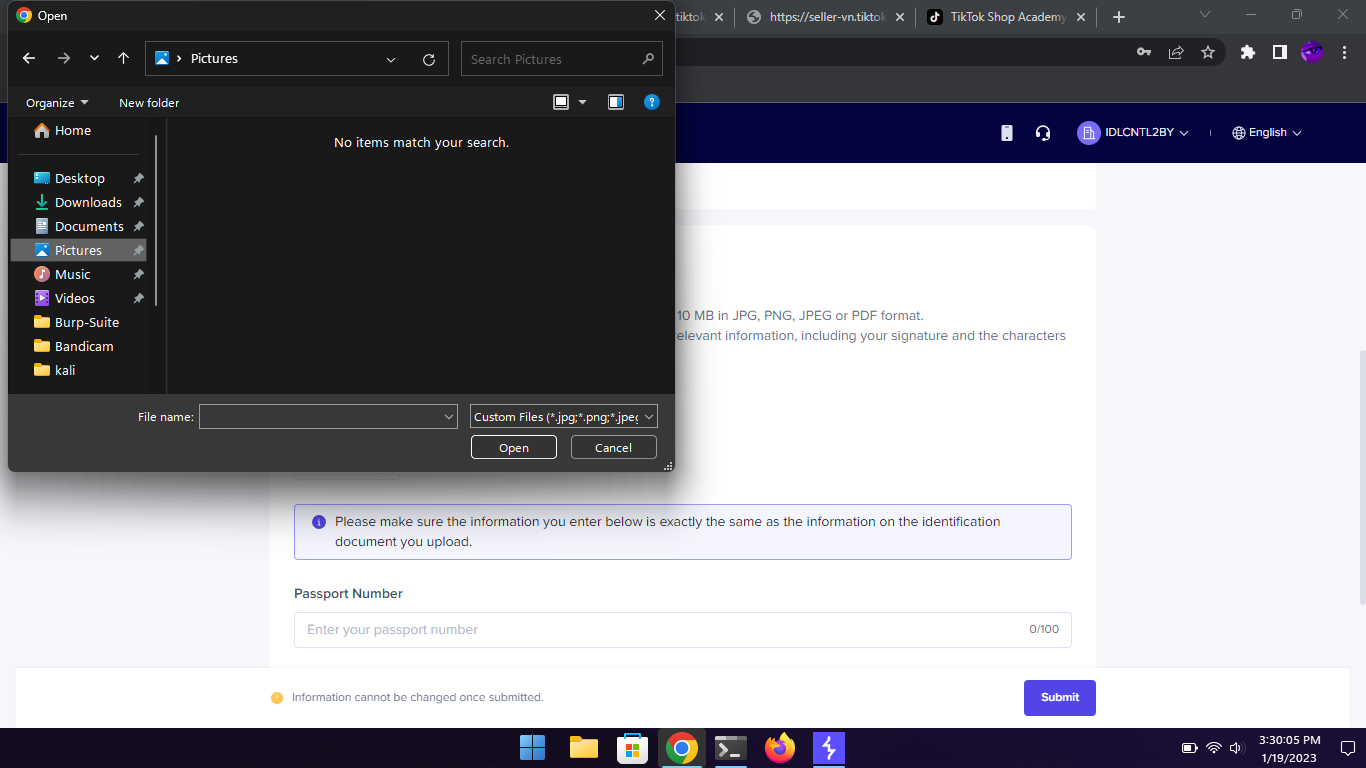 Open
tiktok
https://seller-vn.tiktok
TikTok Shop Academy
Pictures
Search Pictures
Organize
New folder
Home
No items match your search.
Desktop
Downloads
Documents
Pictures
Music
Videos
Burp-Suite
Bandicam
kali
File name:
Custom Files (*.jpg;*.png;*.jpeg
Open
Cancel
IDLCNTL2BY
English
10 MB in JPG, PNG, JPEG or PDF format.
relevant information, including your signature and the characters
Please make sure the information you enter below is exactly the same as the information on the identification
document you upload.
Passport Number
Enter your passport number
0/100
Information cannot be changed once submitted.
Submit
3:30:05 PM
1/19/2023